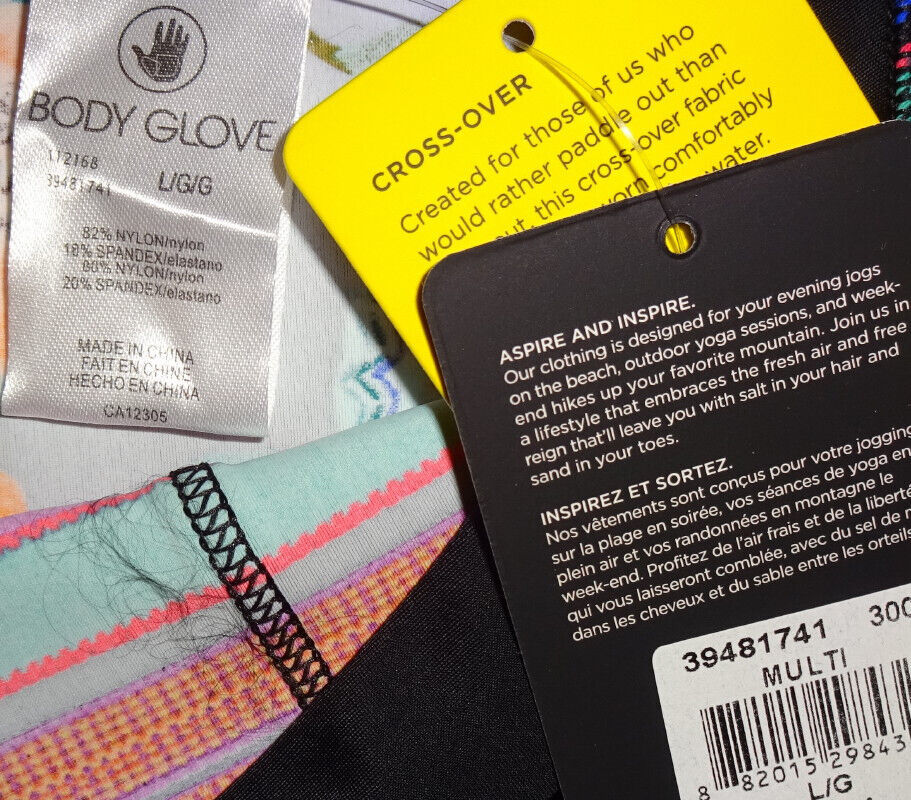 BODY GLOVE
39481741 L/G/G
82% NYLON/nylon
18% SPANDEX/elastano
80% NYLON/nylon
20% SPANDEX/elastano
MADE IN CHINA
FAIT EN CHINE
HECHO EN CHINA
CA12305
CROSS-OVER
Created for those of us who
would rather paddle out than
out, this cross-over fabric
worn comfortably
water.
ASPIRE AND INSPIRE.
Our clothing is designed for your evening jogs
on the beach, outdoor yoga sessions, and week-
end hikes up your favorite mountain. Join us in
a lifestyle that embraces the fresh air and free
reign that'll leave you with salt in your hair and
sand in your toes.
INSPIREZ ET SORTEZ.
Nos vêtements sont conçus pour votre jogging
sur la plage en soirée, vos séances de yoga en
plein air et vos randonnées en montagne le
week-end. Profitez de l'air frais et de la liberté
qui vous laisseront comblée, avec du sel de
dans les cheveux et du sable entre les orteils
39481741 300
MULTI
8 82015 29843
L/G